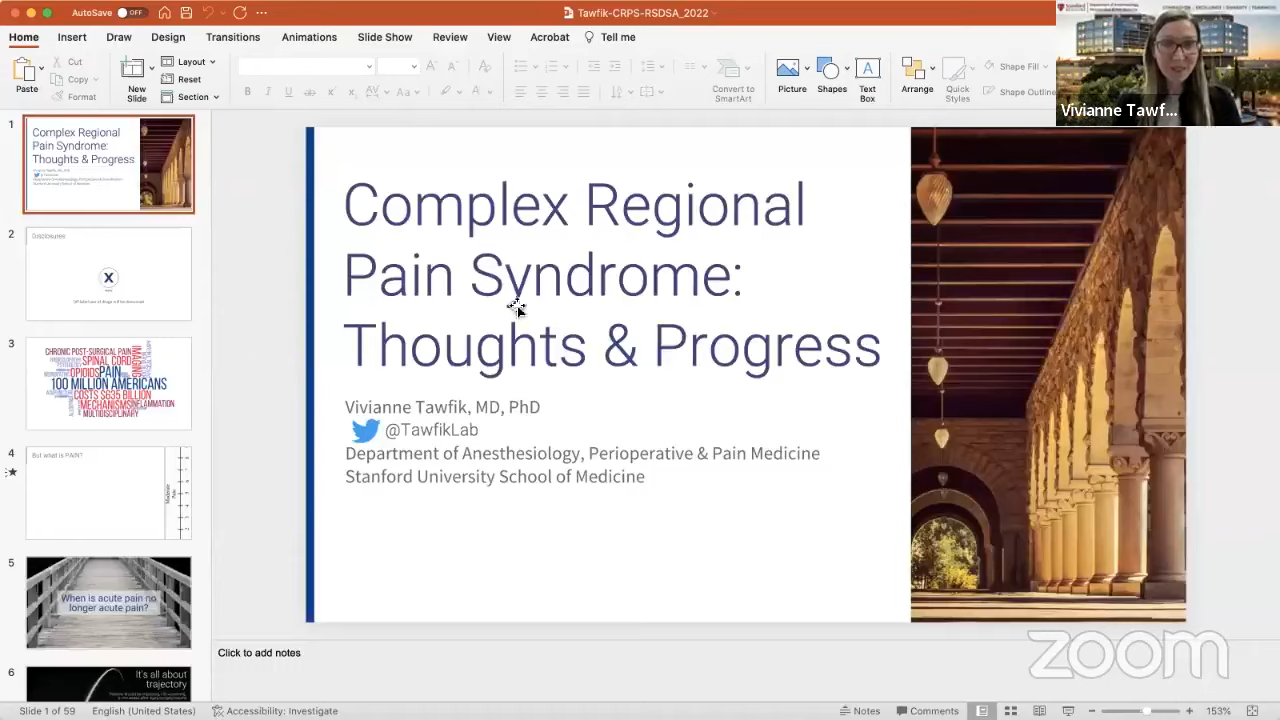 AutoSave OFF
Tawfik-CRPS-RSDSA_2022
Home Insert Draw Design Transitions Animations Acrobat Tell me
Paste
Cut
Copy
Format
New Slide
Layout
Reset
Section
Convert to SmartArt
Picture
Shapes
Text Box
Arrange
Quick Styles
Shape Fill
Shape Outline
Vivianne Tawf...
1
Complex Regional
Pain Syndrome:
Thoughts & Progress
2
Disclosures
3
CHRONIC POST-SURGICAL PAIN
SPINAL CORD
OPIOIDS PAIN
100 MILLION AMERICANS
COSTS $635 BILLION
MECHANISMS INFLAMMATION
MULTIDISCIPLINARY
4
But what is PAIN?
5
When is acute pain no
longer acute pain?
6
It's all about
trajectory
Complex Regional
Pain Syndrome:
Thoughts & Progress
Vivianne Tawfik, MD, PhD
@TawfikLab
Department of Anesthesiology, Perioperative & Pain Medicine
Stanford University School of Medicine
Click to add notes
zoom
Slide 1 of 59 English (United States) Accessibility: Investigate Notes Comments 153%